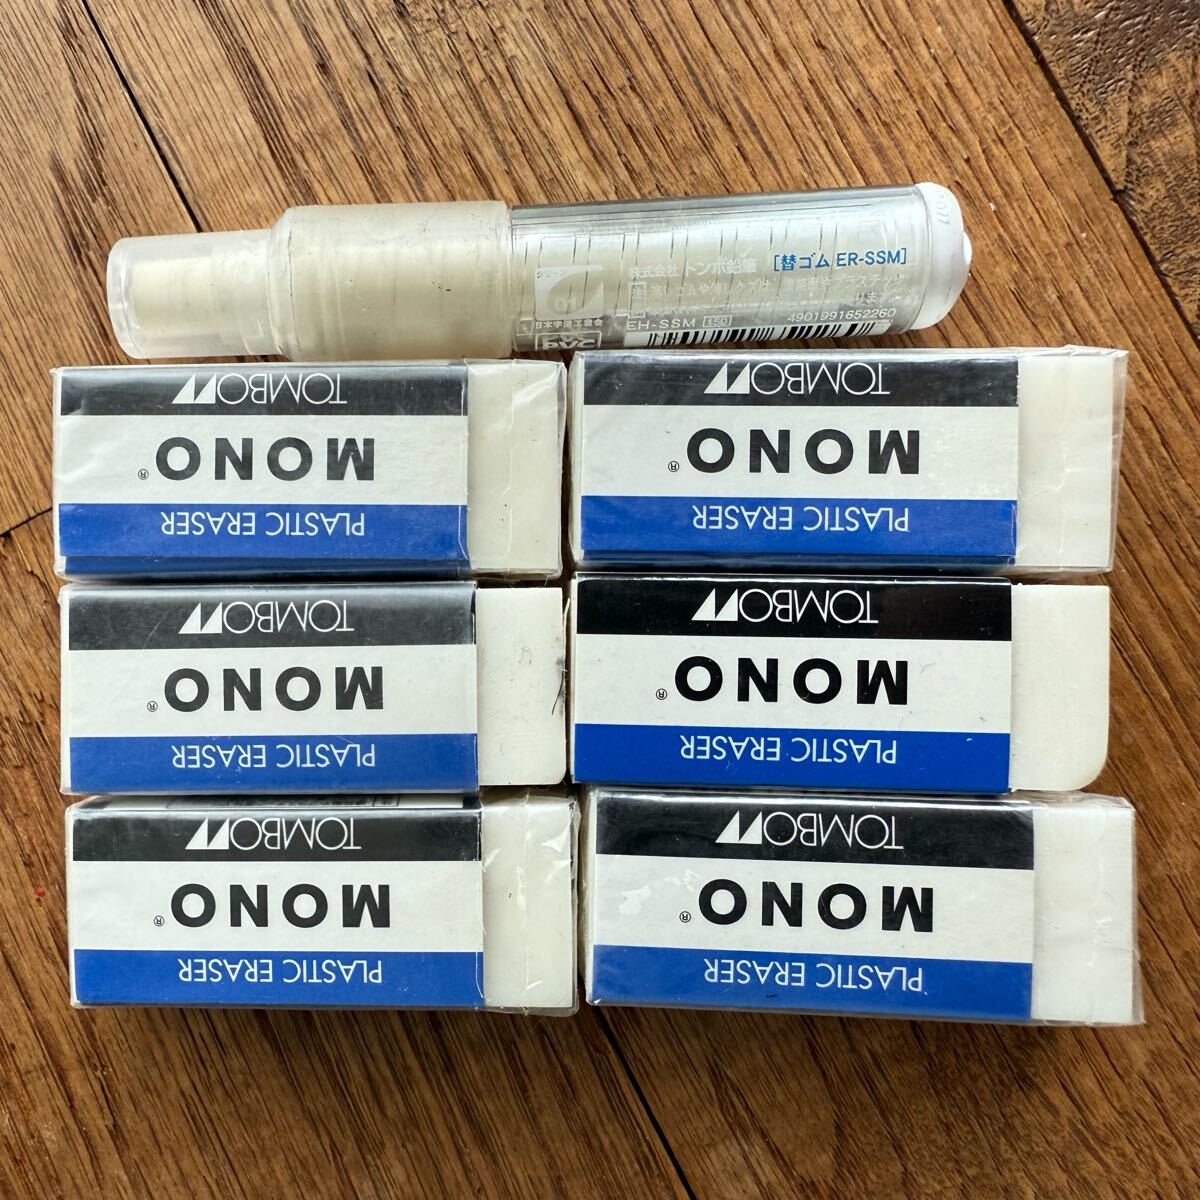 株式会社 トンボ鉛筆 [替ゴム ER-SSM]
EH-SSM 150 4901991652260
TOMBOW
MONO®
PLASTIC ERASER
TOMBOW
MONO®
PLASTIC ERASER
TOMBOW
MONO®
PLASTIC ERASER
TOMBOW
MONO®
PLASTIC ERASER
TOMBOW
MONO®
PLASTIC ERASER
TOMBOW
MONO®
PLASTIC ERASER